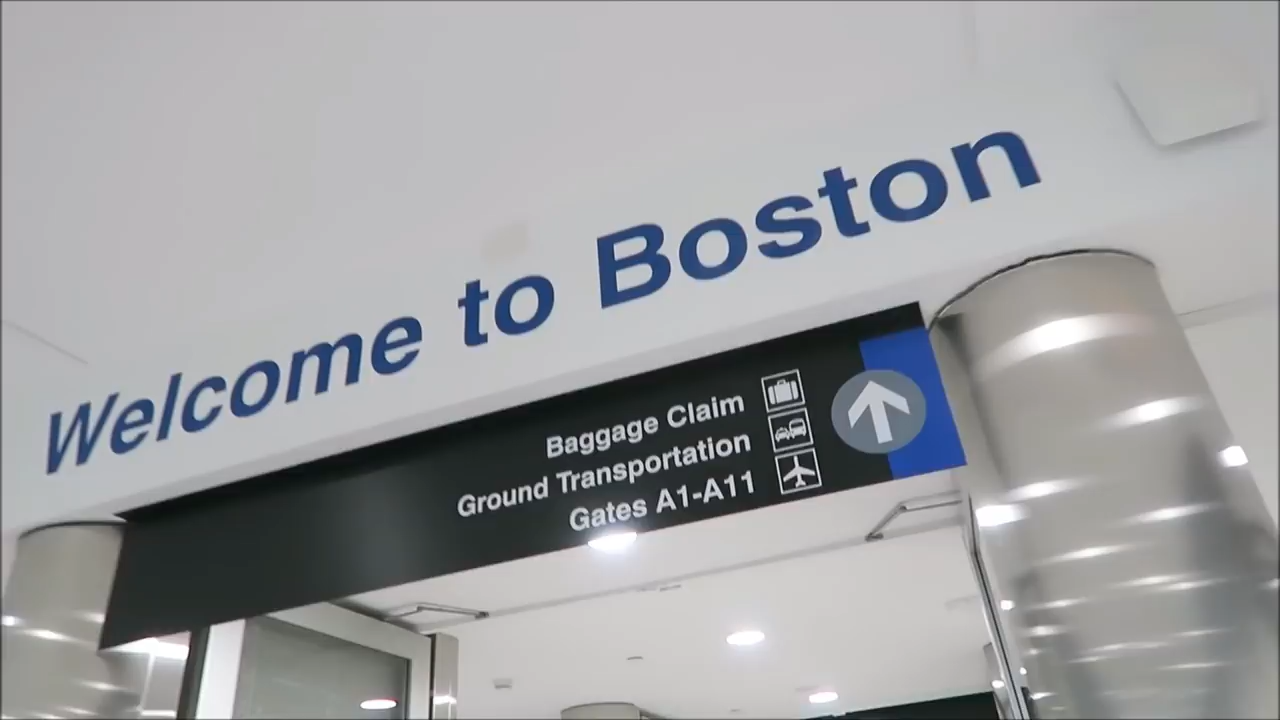 Welcome to Boston
Baggage Claim
Ground Transportation
Gates A1-A11